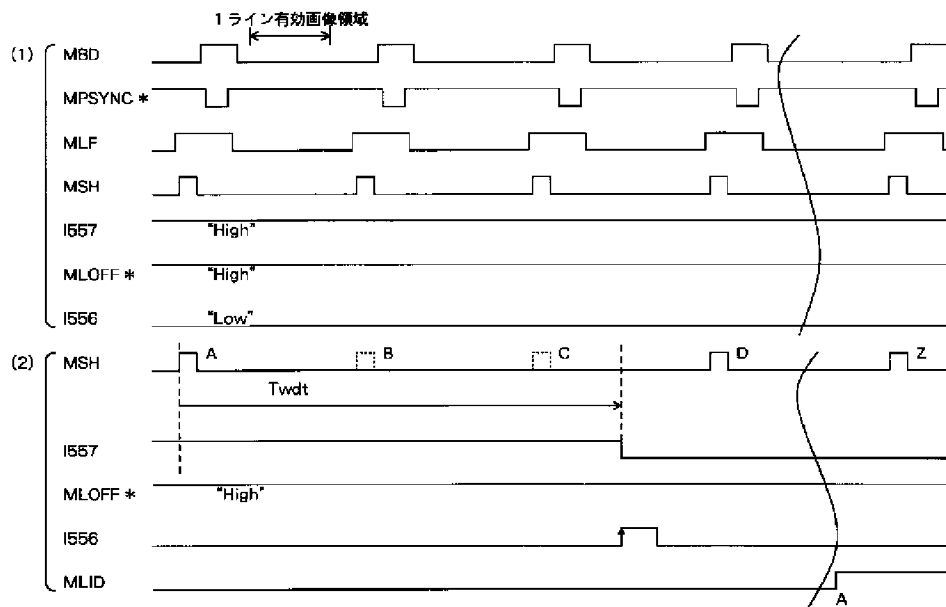 1ライン有効画像領域
(1) MBD
MPSYNC *
MLF
MSH
I557 "High"
MLOFF * "High"
I556 "Low"
(2) MSH A B C D Z
Twdt
I557
MLOFF * "High"
I556
MLID A